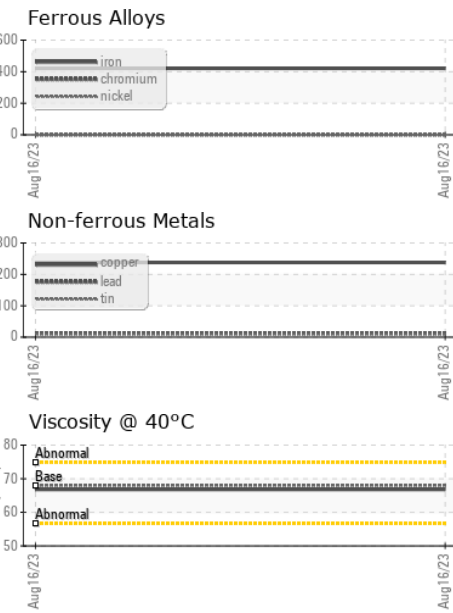 Ferrous Alloys
600
400
200
0
iron
chromium
nickel
Aug16/23
Aug16/23
Non-ferrous Metals
300
200
100
0
copper
lead
tin
Aug16/23
Aug16/23
Viscosity @ 40°C
80
70
60
50
Abnormal
Base
Abnormal
Aug16/23
Aug16/23